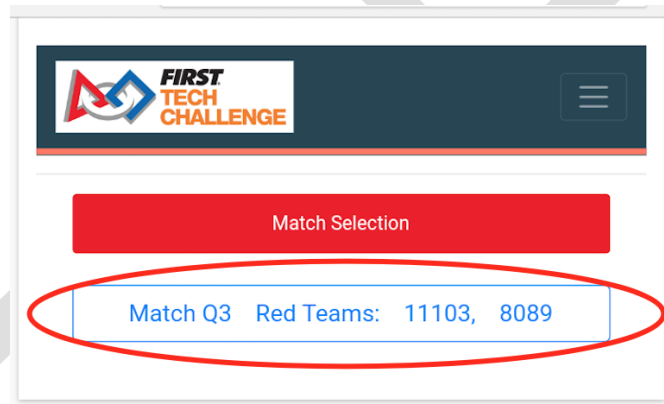 FIRST
TECH
CHALLENGE
Match Selection
Match Q3 Red Teams: 11103, 8089